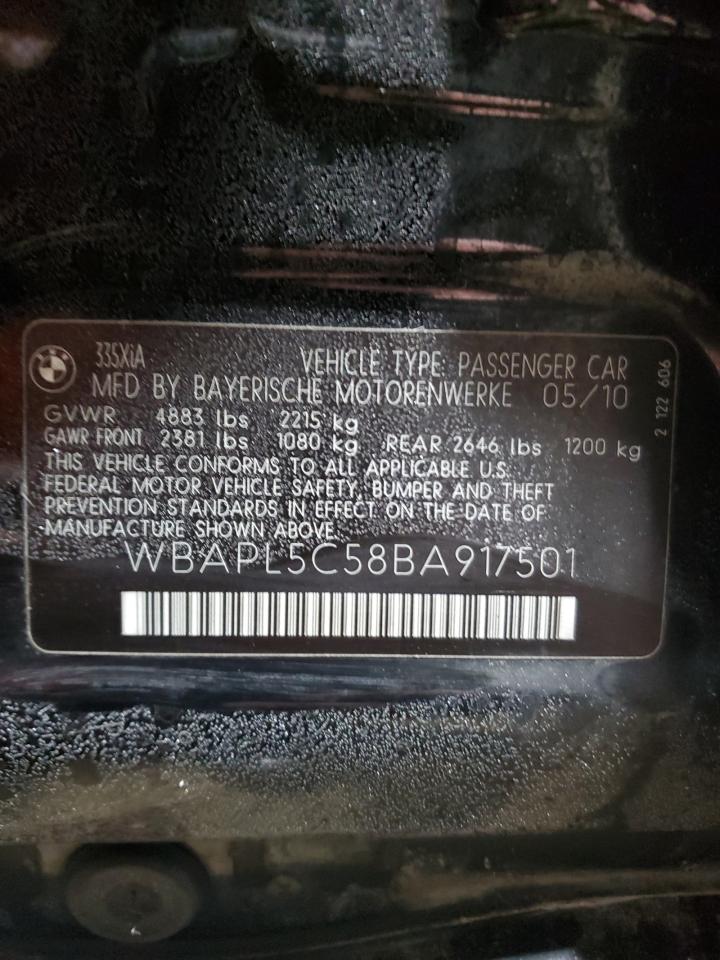 335XiA
VEHICLE TYPE: PASSENGER CAR
MFD BY BAYERISCHE MOTORENWERKE 05/10
GVWR 4883 lbs 2215 kg
GAWR FRONT 2381 lbs 1080 kg REAR 2646 lbs 1200 kg
THIS VEHICLE CONFORMS TO ALL APPLICABLE U.S.
FEDERAL MOTOR VEHICLE SAFETY, BUMPER AND THEFT
PREVENTION STANDARDS IN EFFECT ON THE DATE OF
MANUFACTURE SHOWN ABOVE.
WBAPL5C58BA917501
2 122 606